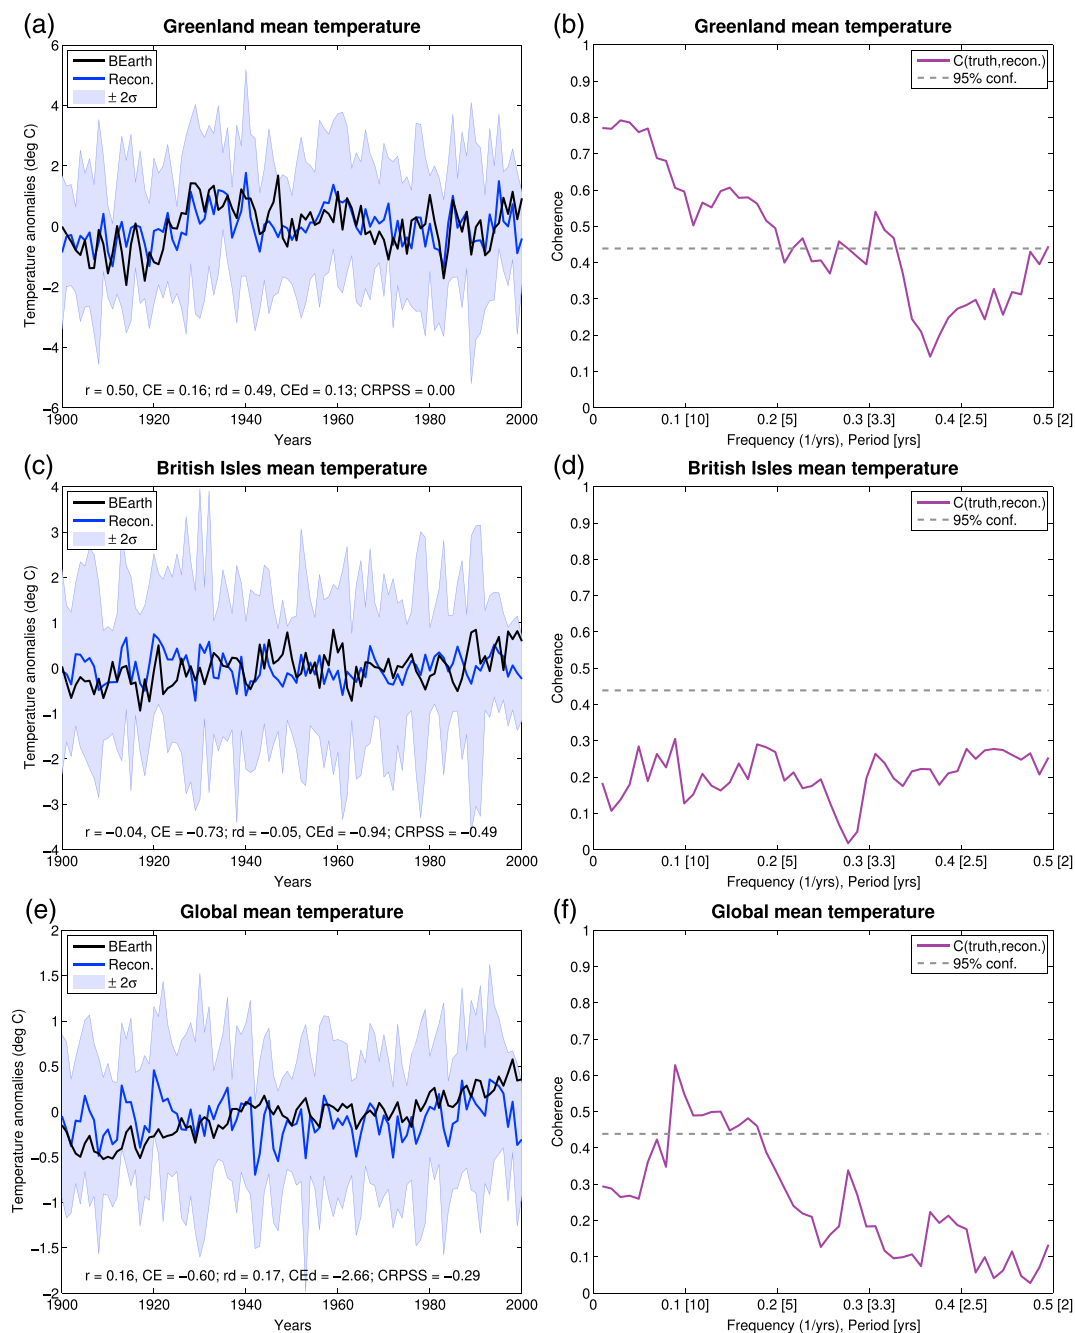 (a) Greenland mean temperature
BEarth
Recon.
± 2σ
6
4
2
0
−2
−4
−6
Temperature anomalies (deg C)
r = 0.50, CE = 0.16; rd = 0.49, CEd = 0.13; CRPSS = 0.00
1900 1920 1940 1960 1980 2000
Years
(b) Greenland mean temperature
C(truth,recon.)
95% conf.
1
0.9
0.8
0.7
0.6
0.5
0.4
0.3
0.2
0.1
0
Coherence
0 0.1 [10] 0.2 [5] 0.3 [3.3] 0.4 [2.5] 0.5 [2]
Frequency (1/yrs), Period [yrs]
(c) British Isles mean temperature
BEarth
Recon.
± 2σ
4
3
2
1
0
−1
−2
−3
−4
Temperature anomalies (deg C)
r = −0.04, CE = −0.73; rd = −0.05, CEd = −0.94; CRPSS = −0.49
1900 1920 1940 1960 1980 2000
Years
(d) British Isles mean temperature
C(truth,recon.)
95% conf.
1
0.9
0.8
0.7
0.6
0.5
0.4
0.3
0.2
0.1
0
Coherence
0 0.1 [10] 0.2 [5] 0.3 [3.3] 0.4 [2.5] 0.5 [2]
Frequency (1/yrs), Period [yrs]
(e) Global mean temperature
BEarth
Recon.
± 2σ
2
1.5
1
0.5
0
−0.5
−1
−1.5
−2
Temperature anomalies (deg C)
r = 0.16, CE = −0.60; rd = 0.17, CEd = −2.66; CRPSS = −0.29
1900 1920 1940 1960 1980 2000
Years
(f) Global mean temperature
C(truth,recon.)
95% conf.
1
0.9
0.8
0.7
0.6
0.5
0.4
0.3
0.2
0.1
0
Coherence
0 0.1 [10] 0.2 [5] 0.3 [3.3] 0.4 [2.5] 0.5 [2]
Frequency (1/yrs), Period [yrs]